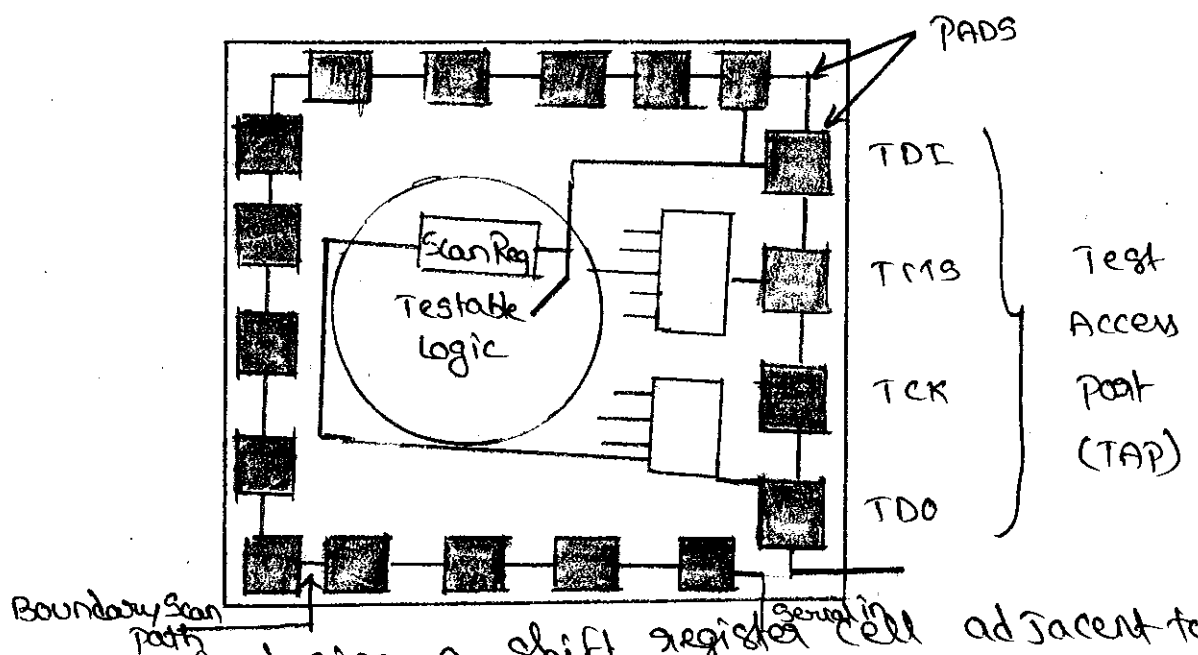 PADS
TDI
Scan Reg
TMS
Test
Testable
Access
Logic
TCK
Port
(TAP)
TDO
Boundary Scan
path
Serial in
a shift register cell adjacent to